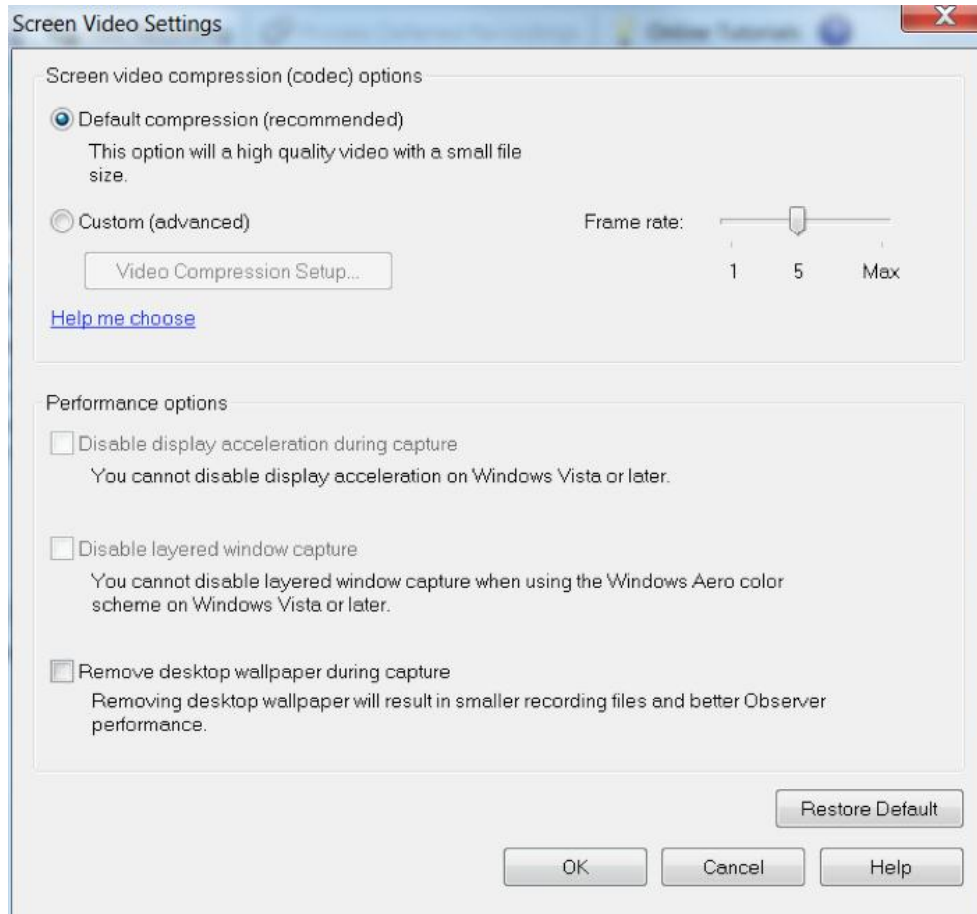 Screen Video Settings
Online Tutorials
Screen video compression (codec) options
Default compression (recommended)
This option will a high quality video with a small file
size.
Custom (advanced)
Frame rate:
Video Compression Setup...
1 5 Max
Help me choose
Performance options
Disable display acceleration during capture
You cannot disable display acceleration on Windows Vista or later.
Disable layered window capture
You cannot disable layered window capture when using the Windows Aero color
scheme on Windows Vista or later.
Remove desktop wallpaper during capture
Removing desktop wallpaper will result in smaller recording files and better Observer
performance.
Restore Default
OK Cancel Help